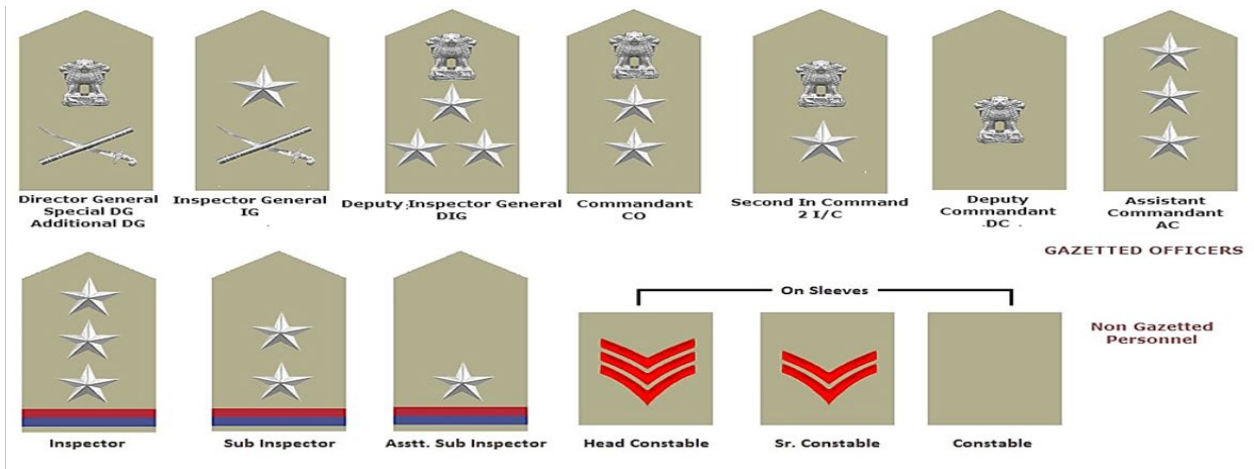 Director General
Special DG
Additional DG
Inspector General
IG
Deputy Inspector General
DIG
Commandant
CO
Second In Command
2 I/C
Deputy
Commandant
DC
Assistant
Commandant
AC
GAZETTED OFFICERS
On Sleeves
Non Gazetted
Personnel
Inspector
Sub Inspector
Asstt. Sub Inspector
Head Constable
Sr. Constable
Constable